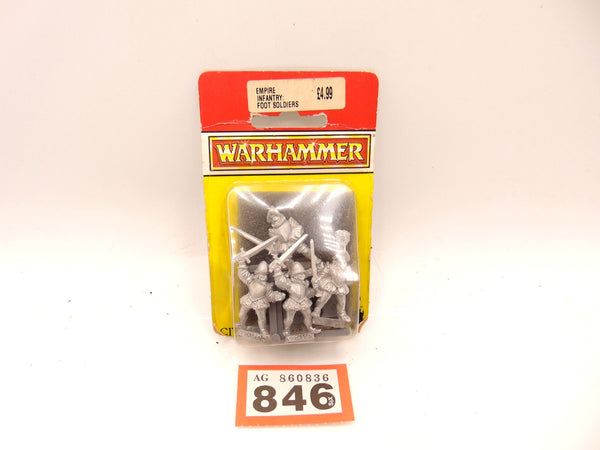 EMPIRE
INFANTRY:
FOOT SOLDIERS
£4.99
WARHAMMER
AG 860836
846